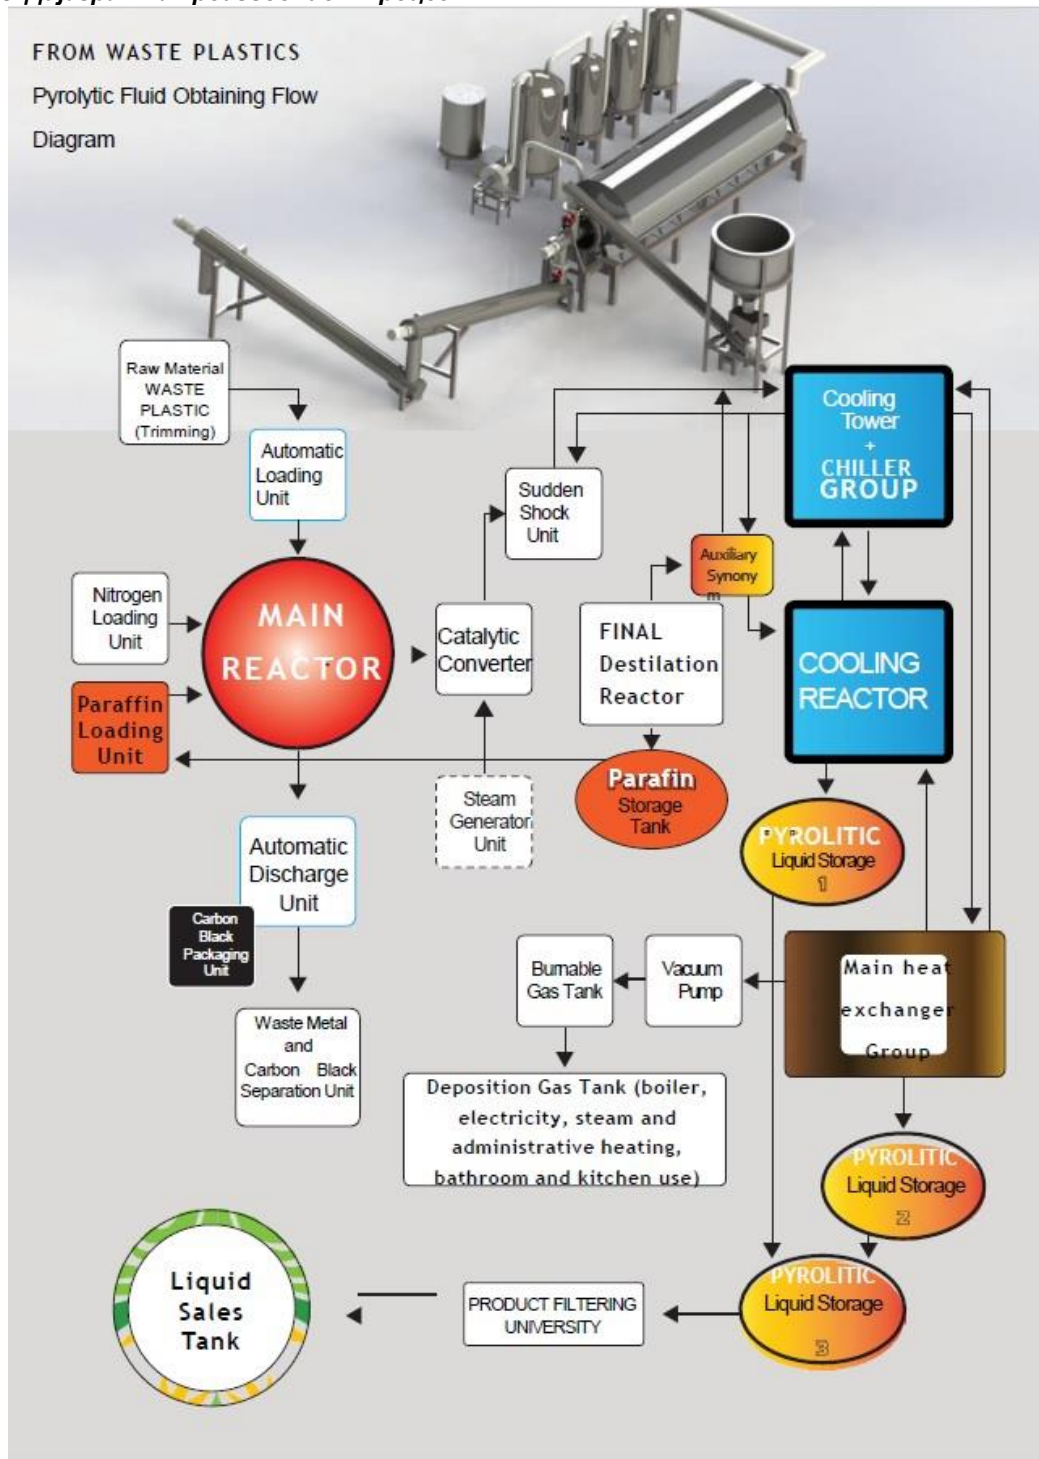 FROM WASTE PLASTICS
Pyrolytic Fluid Obtaining Flow
Diagram
Raw Material
WASTE
PLASTIC
(Trimming)
Automatic
Loading
Unit
Nitrogen
Loading
Unit
Paraffin
Loading
Unit
MAIN
REACTOR
Catalytic
Converter
Sudden
Shock
Unit
Steam
Generator
Unit
FINAL
Destilation
Reactor
Auxiliary
Synony
m
Cooling
Tower
+
CHILLER
GROUP
COOLING
REACTOR
Parafin
Storage
Tank
PYROLITIC
Liquid Storage
1
Automatic
Discharge
Unit
Carbon
Black
Packaging
Unit
Waste Metal
and
Carbon Black
Separation Unit
Burnable
Gas Tank
Vacuum
Pump
Main heat
exchanger
Group
Deposition Gas Tank (boiler,
electricity, steam and
administrative heating,
bathroom and kitchen use)
PYROLITIC
Liquid Storage
2
PYROLITIC
Liquid Storage
3
PRODUCT FILTERING
UNIVERSITY
Liquid
Sales
Tank